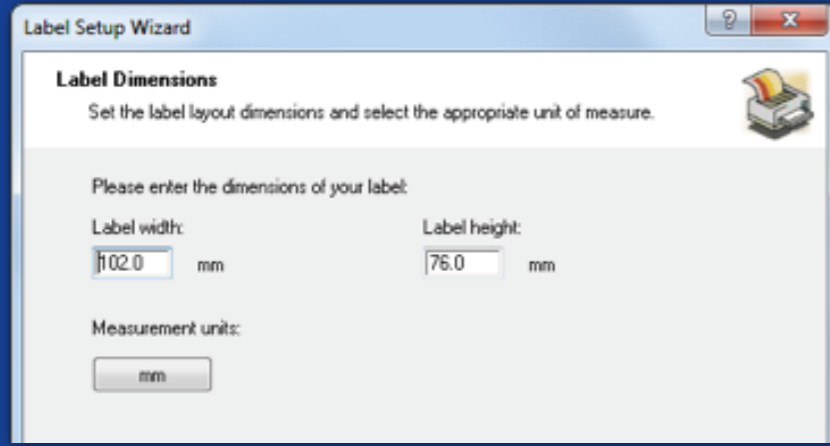 Label Setup Wizard
Label Dimensions
Set the label layout dimensions and select the appropriate unit of measure.
Please enter the dimensions of your label:
Label width: Label height:
102.0 mm 76.0 mm
Measurement units:
mm